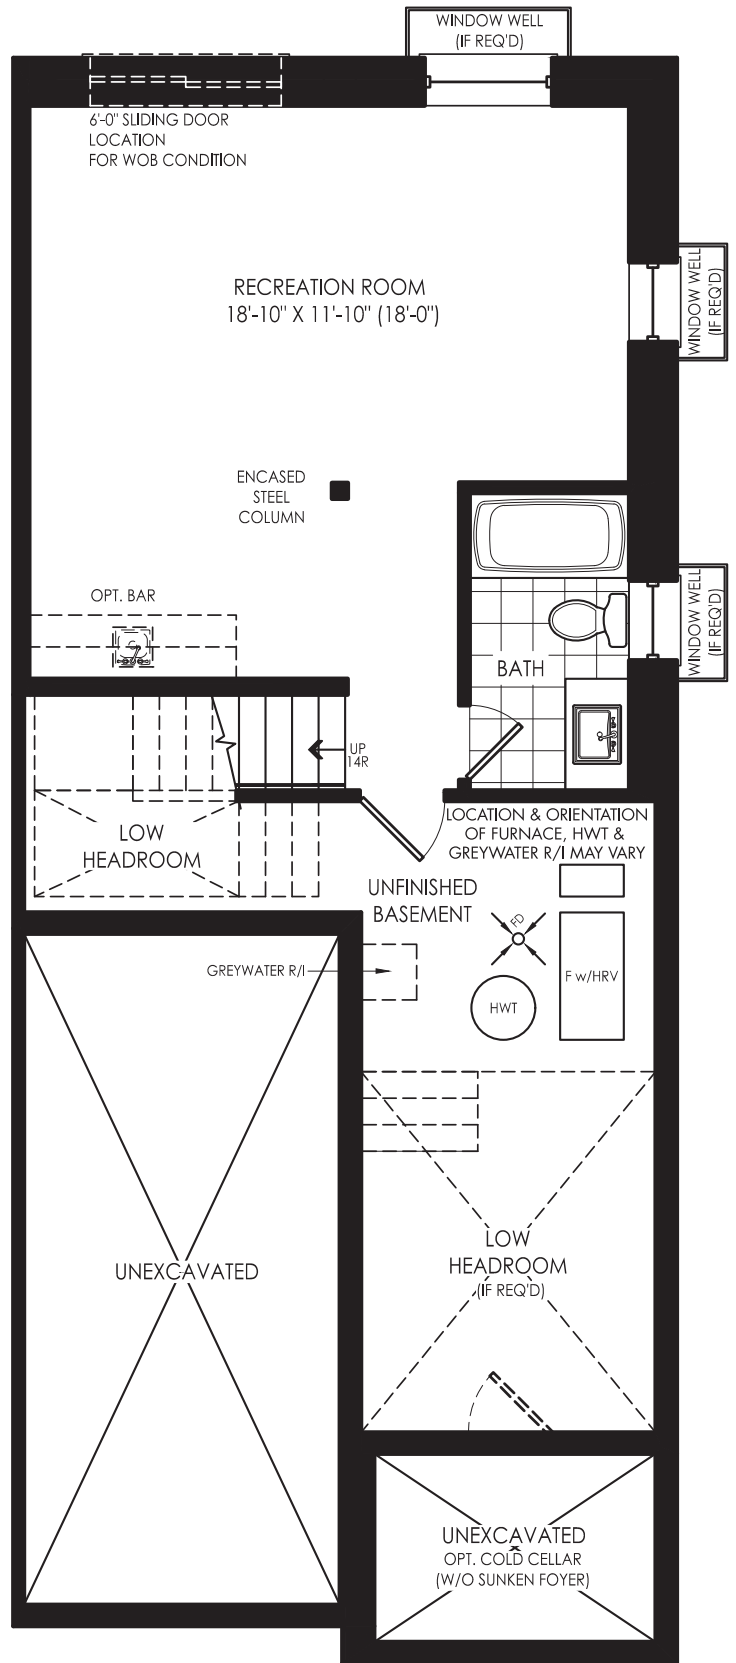 WINDOW WELL
(IF REQ'D)
6'-0" SLIDING DOOR
LOCATION
FOR WOB CONDITION
RECREATION ROOM
18'-10" X 11'-10" (18'-0")
WINDOW WELL
(IF REQ'D)
ENCASED
STEEL
COLUMN
OPT. BAR
WINDOW WELL
(IF REQ'D)
BATH
UP
14R
LOCATION & ORIENTATION
OF FURNACE, HWT &
GREYWATER R/I MAY VARY
LOW
HEADROOM
UNFINISHED
BASEMENT
FD
GREYWATER R/I
F w/HRV
HWT
LOW
HEADROOM
(IF REQ'D)
UNEXCAVATED
UNEXCAVATED
OPT. COLD CELLAR
(W/O SUNKEN FOYER)